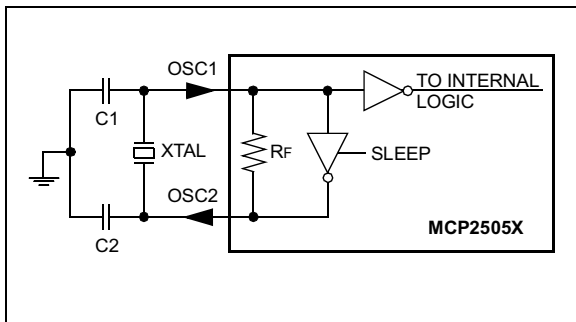 OSC1
TO INTERNAL
LOGIC
C1
XTAL
RF
SLEEP
OSC2
C2
MCP2505X